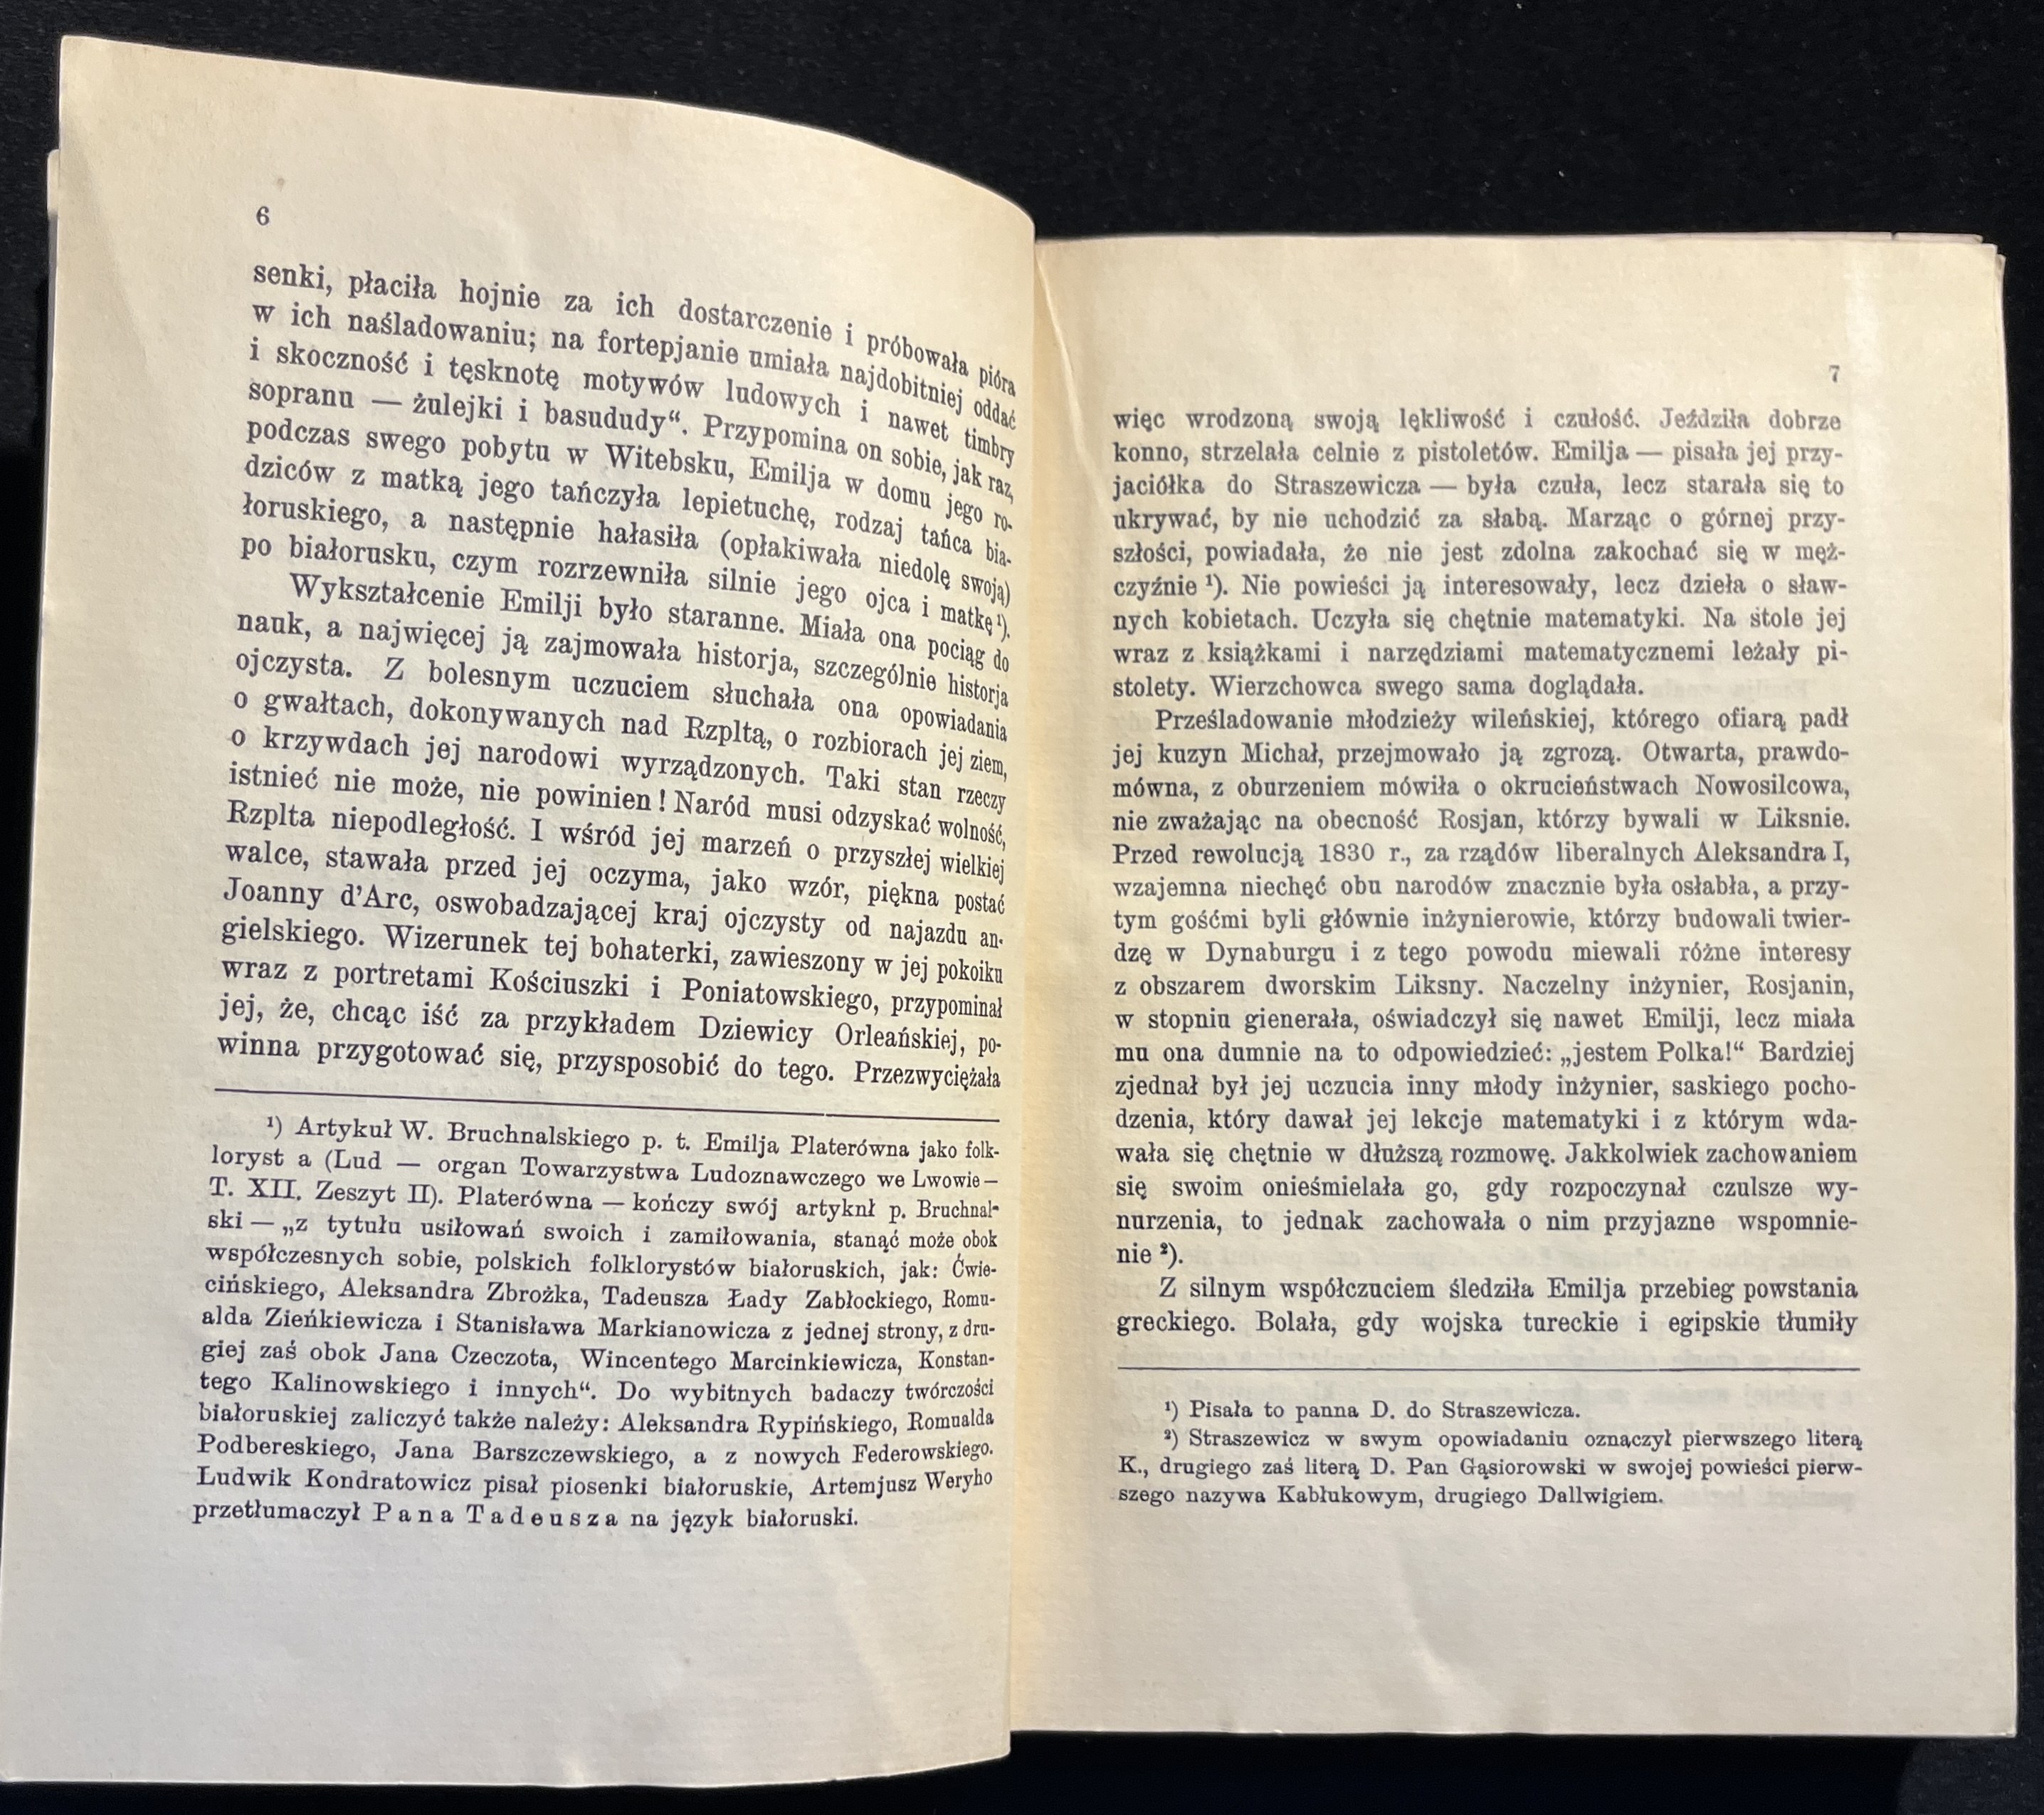 6
senki, płaciła hojnie za ich dostarczenie i próbowała pióra
w ich naśladowaniu; na fortepjanie umiała najdobitniej oddać
i skoczność i tęsknotę motywów ludowych i nawet timbry
sopranu — żulejki i basududy“. Przypomina on sobie, jak raz,
podczas swego pobytu w Witebsku, Emilja w domu jego ro-
dziców z matką jego tańczyła lepietuchę, rodzaj tańca bia-
łoruskiego, a następnie hałasiła (opłakiwała niedolę swoją)
po białorusku, czym rozrzewniła silnie jego ojca i matkę¹).
Wykształcenie Emilji było staranne. Miała ona pociąg do
nauk, a najwięcej ją zajmowała historja, szczególnie historja
ojczysta. Z bolesnym uczuciem słuchała ona opowiadania
o gwałtach, dokonywanych nad Rzpltą, o rozbiorach jej ziem,
o krzywdach jej narodowi wyrządzonych. Taki stan rzeczy
istnieć nie może, nie powinien! Naród musi odzyskać wolność,
Rzplta niepodległość. I wśród jej marzeń o przyszłej wielkiej
walce, stawała przed jej oczyma, jako wzór, piękna postać
Joanny d’Arc, oswobadzającej kraj ojczysty od najazdu an-
gielskiego. Wizerunek tej bohaterki, zawieszony w jej pokoiku
wraz z portretami Kościuszki i Poniatowskiego, przypominał
jej, że, chcąc iść za przykładem Dziewicy Orleańskiej, po-
winna przygotować się, przysposobić do tego. Przezwyciężała
¹) Artykuł W. Bruchnalskiego p. t. Emilja Platerówna jako folk-
loryst a (Lud — organ Towarzystwa Ludoznawczego we Lwowie —
T. XII. Zeszyt II). Platerówna — kończy swój artyknł p. Bruchnal-
ski — „z tytułu usiłowań swoich i zamiłowania, stanąć może obok
współczesnych sobie, polskich folklorystów białoruskich, jak: Ćwie-
cińskiego, Aleksandra Zbrożka, Tadeusza Łady Zabłockiego, Romu-
alda Zieńkiewicza i Stanisława Markianowicza z jednej strony, z dru-
giej zaś obok Jana Czeczota, Wincentego Marcinkiewicza, Konstan-
tego Kalinowskiego i innych“. Do wybitnych badaczy twórczości
białoruskiej zaliczyć także należy: Aleksandra Rypińskiego, Romualda
Podbereskiego, Jana Barszczewskiego, a z nowych Federowskiego.
Ludwik Kondratowicz pisał piosenki białoruskie, Artemjusz Weryho
przetłumaczył Pana Tadeusza na język białoruski.
7
więc wrodzoną swoją lękliwość i czułość. Jeździła dobrze
konno, strzelała celnie z pistoletów. Emilja — pisała jej przy-
jaciółka do Straszewicza — była czuła, lecz starała się to
ukrywać, by nie uchodzić za słabą. Marząc o górnej przy-
szłości, powiadała, że nie jest zdolna zakochać się w męż-
czyźnie ¹). Nie powieści ją interesowały, lecz dzieła o sław-
nych kobietach. Uczyła się chętnie matematyki. Na stole jej
wraz z książkami i narzędziami matematycznemi leżały pi-
stolety. Wierzchowca swego sama doglądała.
Prześladowanie młodzieży wileńskiej, którego ofiarą padł
jej kuzyn Michał, przejmowało ją zgrozą. Otwarta, prawdo-
mówna, z oburzeniem mówiła o okrucieństwach Nowosilcowa,
nie zważając na obecność Rosjan, którzy bywali w Liksnie.
Przed rewolucją 1830 r., za rządów liberalnych Aleksandra I,
wzajemna niechęć obu narodów znacznie była osłabła, a przy-
tym gośćmi byli głównie inżynierowie, którzy budowali twier-
dzę w Dynaburgu i z tego powodu miewali różne interesy
z obszarem dworskim Liksny. Naczelny inżynier, Rosjanin,
w stopniu gienerała, oświadczył się nawet Emilji, lecz miała
mu ona dumnie na to odpowiedzieć: „jestem Polka!“ Bardziej
zjednał był jej uczucia inny młody inżynier, saskiego pocho-
dzenia, który dawał jej lekcje matematyki i z którym wda-
wała się chętnie w dłuższą rozmowę. Jakkolwiek zachowaniem
się swoim onieśmielała go, gdy rozpoczynał czulsze wy-
nurzenia, to jednak zachowała o nim przyjazne wspomnie-
nie ²).
Z silnym współczuciem śledziła Emilja przebieg powstania
greckiego. Bolała, gdy wojska tureckie i egipskie tłumiły
¹) Pisała to panna D. do Straszewicza.
²) Straszewicz w swym opowiadaniu oznączył pierwszego literą
K., drugiego zaś literą D. Pan Gąsiorowski w swojej powieści pierw-
szego nazywa Kabłukowym, drugiego Dallwigiem.